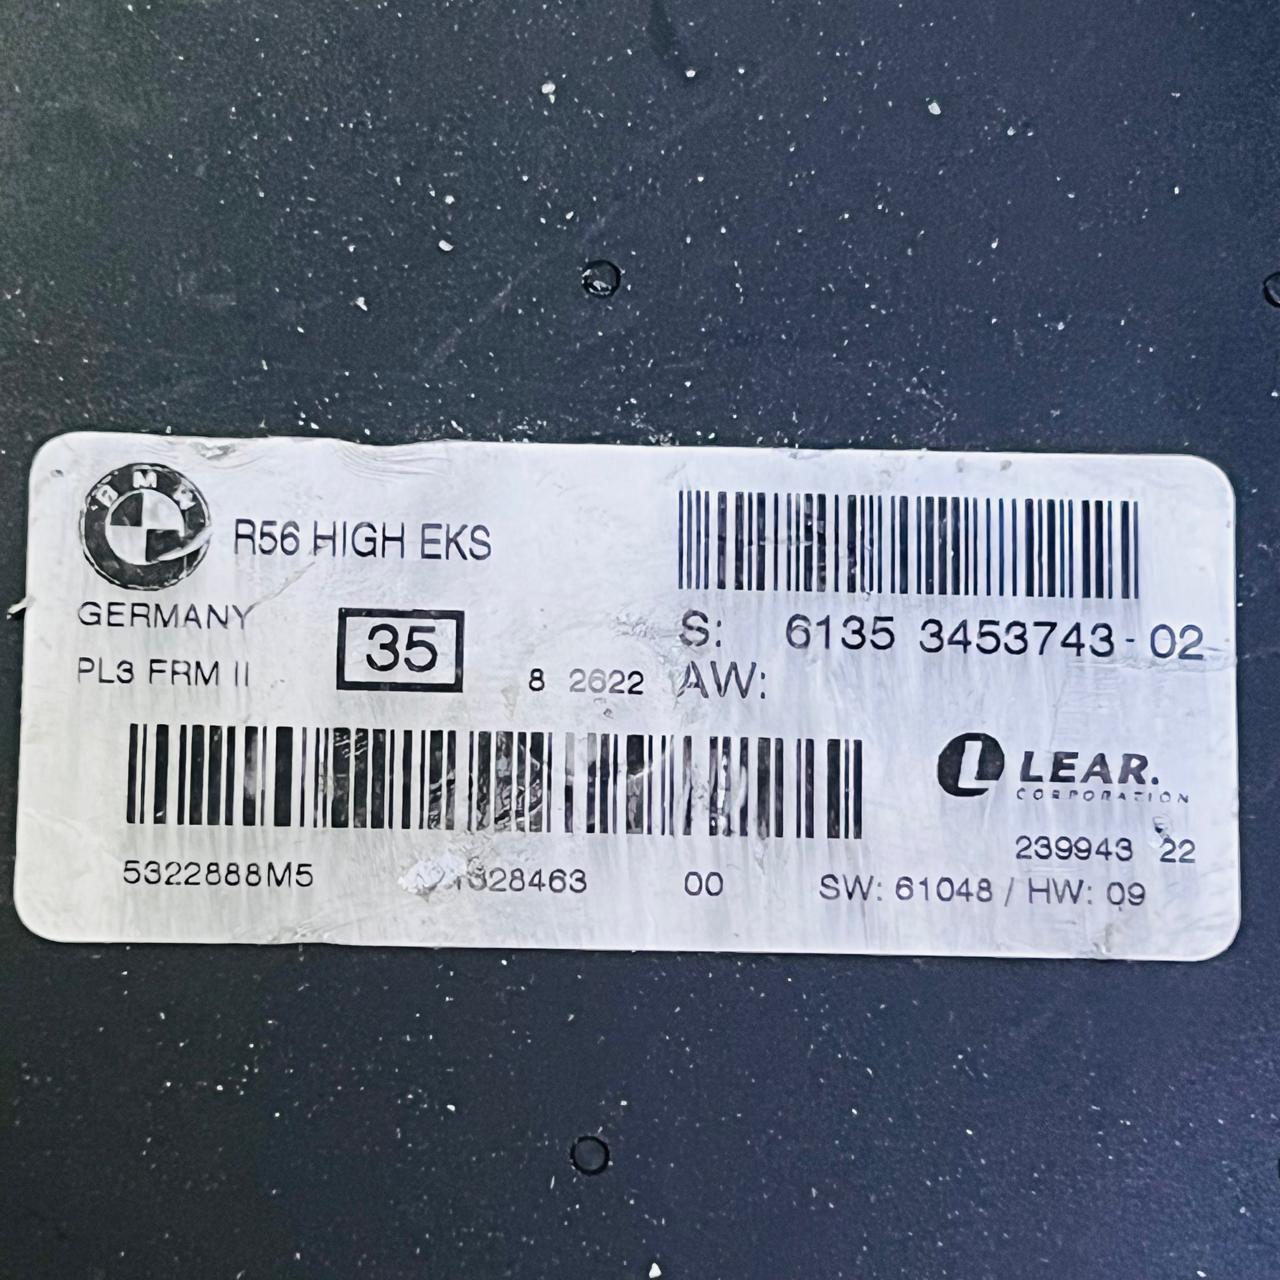 BMW
R56 HIGH EKS
GERMANY
PL3 FRM II
35
8 2622
S: 6135 3453743-02
AW:
LEAR.
CORPORATION
239943 22
5322888M5
28463
00
SW: 61048 / HW: 09